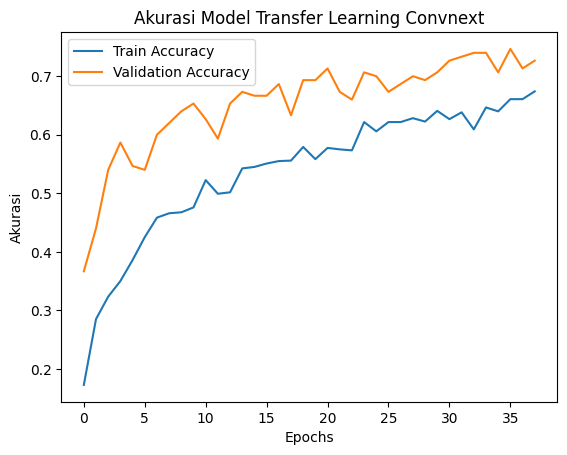 Akurasi Model Transfer Learning Convnext
Train Accuracy
Validation Accuracy
Akurasi
0.7
0.6
0.5
0.4
0.3
0.2
0 5 10 15 20 25 30 35
Epochs